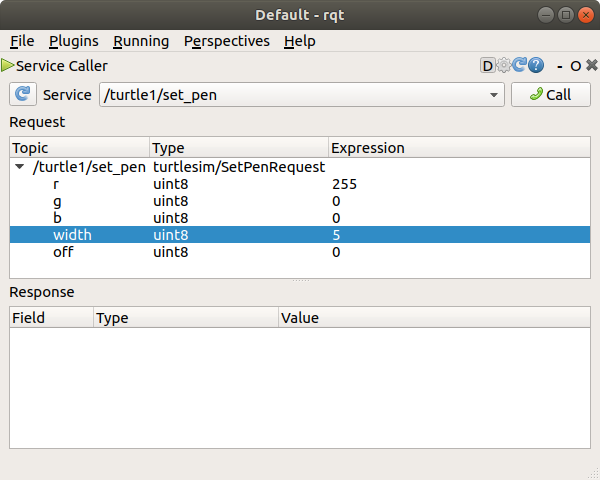 Default - rqt
File Plugins Running Perspectives Help
Service Caller D ? - O
Service /turtle1/set_pen Call
Request
Topic Type Expression
/turtle1/set_pen turtlesim/SetPenRequest
r uint8 255
g uint8 0
b uint8 0
width uint8 5
off uint8 0
Response
Field Type Value